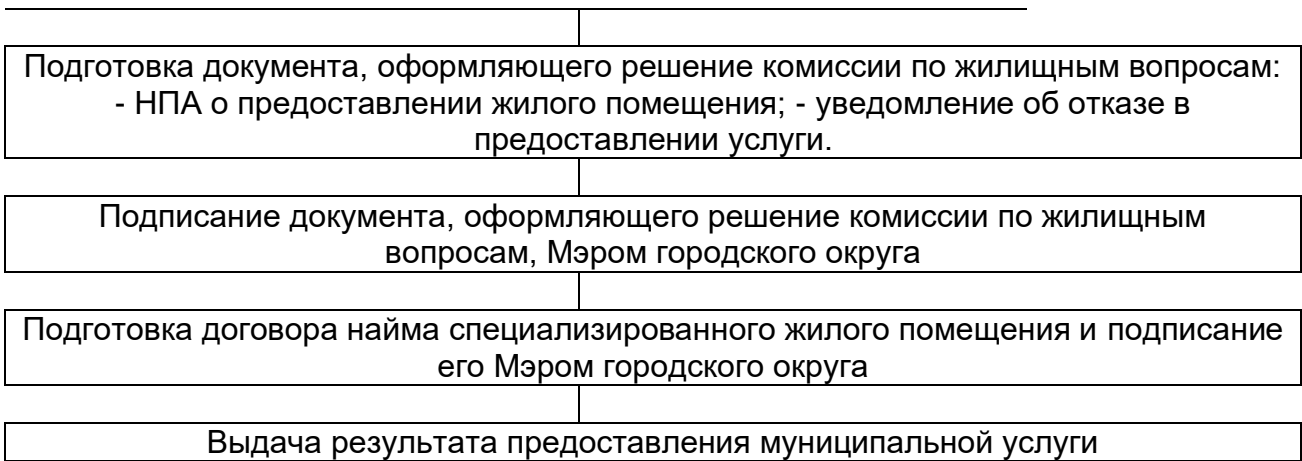 Подготовка документа, оформляющего решение комиссии по жилищным вопросам:
- НПА о предоставлении жилого помещения; - уведомление об отказе в
предоставлении услуги.
Подписание документа, оформляющего решение комиссии по жилищным
вопросам, Мэром городского округа
Подготовка договора найма специализированного жилого помещения и подписание
его Мэром городского округа
Выдача результата предоставления муниципальной услуги